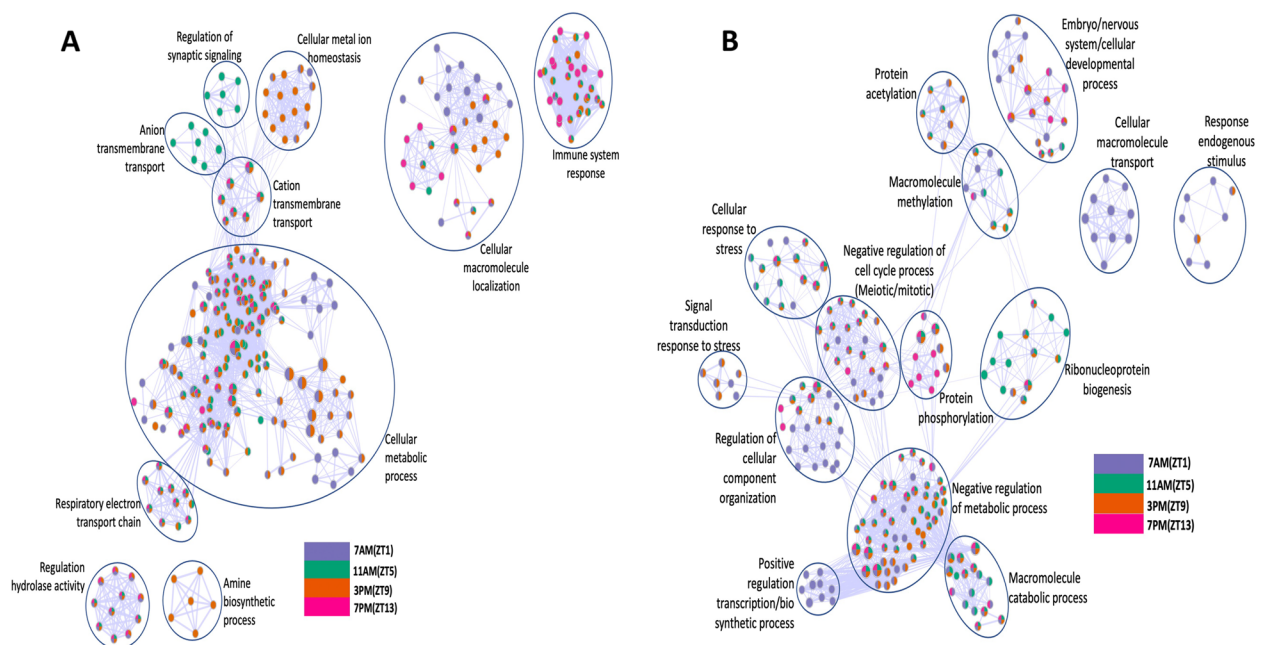 A
Regulation of
synaptic signaling
Cellular metal ion
homeostasis
Anion
transmembrane
transport
Cation
transmembrane
transport
Immune system
response
Cellular
macromolecule
localization
Cellular
metabolic
process
Respiratory electron
transport chain
Regulation
hydrolase activity
Amine
biosynthetic
process
7AM(ZT1)
11AM(ZT5)
3PM(ZT9)
7PM(ZT13)
B
Embryo/nervous
system/cellular
developmental
process
Protein
acetylation
Cellular
macromolecule
transport
Response
endogenous
stimulus
Macromolecule
methylation
Cellular
response to
stress
Negative regulation of
cell cycle process
(Meiotic/mitotic)
Signal
transduction
response to stress
Ribonucleoprotein
biogenesis
Protein
phosphorylation
Regulation of
cellular
component
organization
Negative regulation
of metabolic process
Positive
regulation
transcription/bio
synthetic process
Macromolecule
catabolic process
7AM(ZT1)
11AM(ZT5)
3PM(ZT9)
7PM(ZT13)